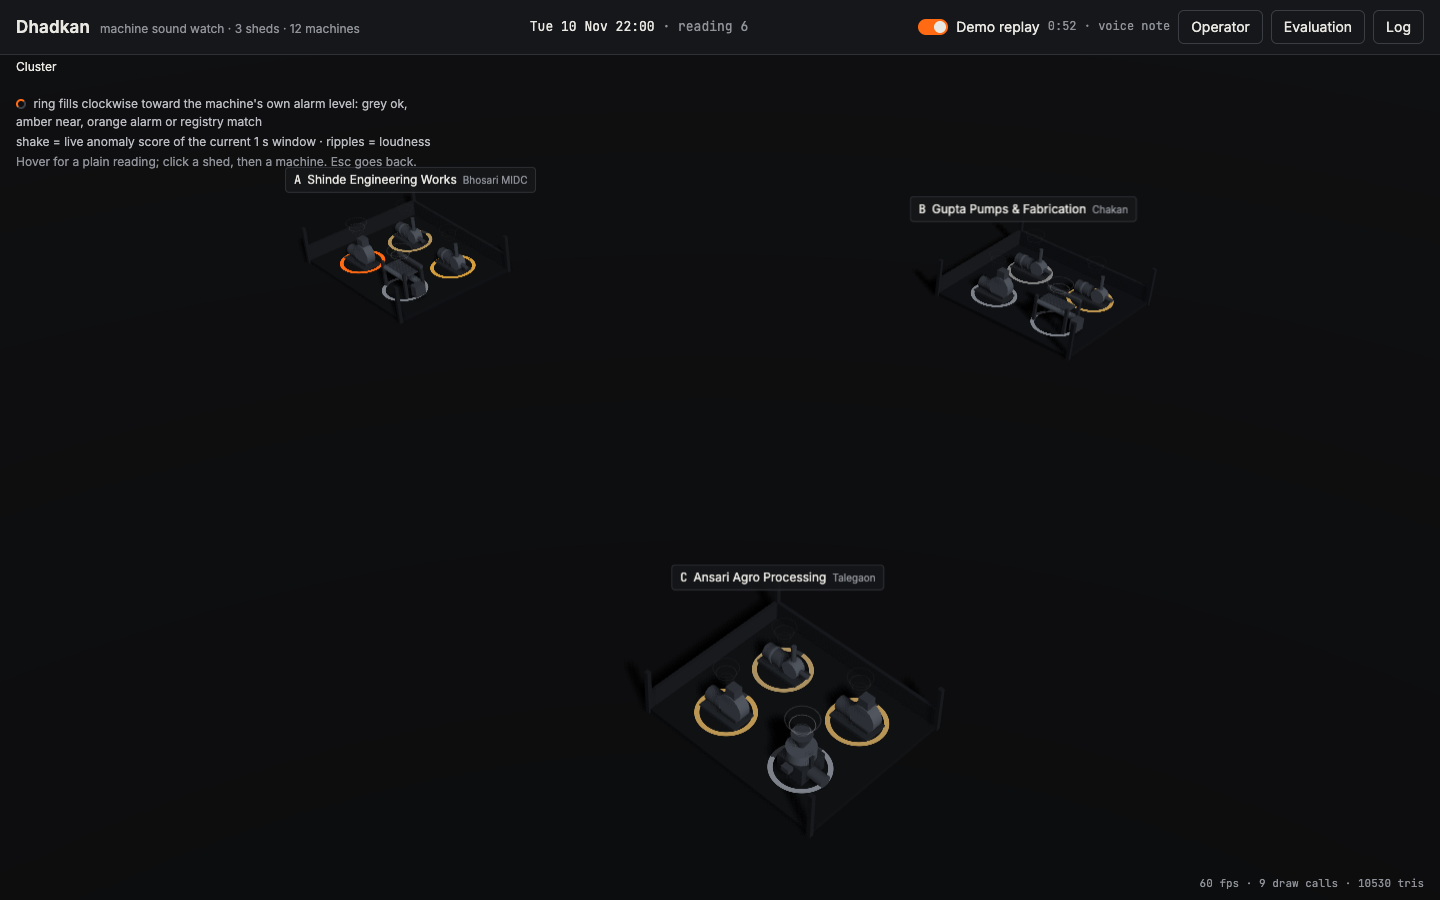 Dhadkan machine sound watch · 3 sheds · 12 machines
Tue 10 Nov 22:00 · reading 6
Demo replay 0:52 · voice note Operator Evaluation Log
Cluster
ring fills clockwise toward the machine's own alarm level: grey ok,
amber near, orange alarm or registry match
shake = live anomaly score of the current 1 s window · ripples = loudness
Hover for a plain reading; click a shed, then a machine. Esc goes back.
A Shinde Engineering Works Bhosari MIDC
B Gupta Pumps & Fabrication Chakan
C Ansari Agro Processing Talegaon
60 fps · 9 draw calls · 10530 tris